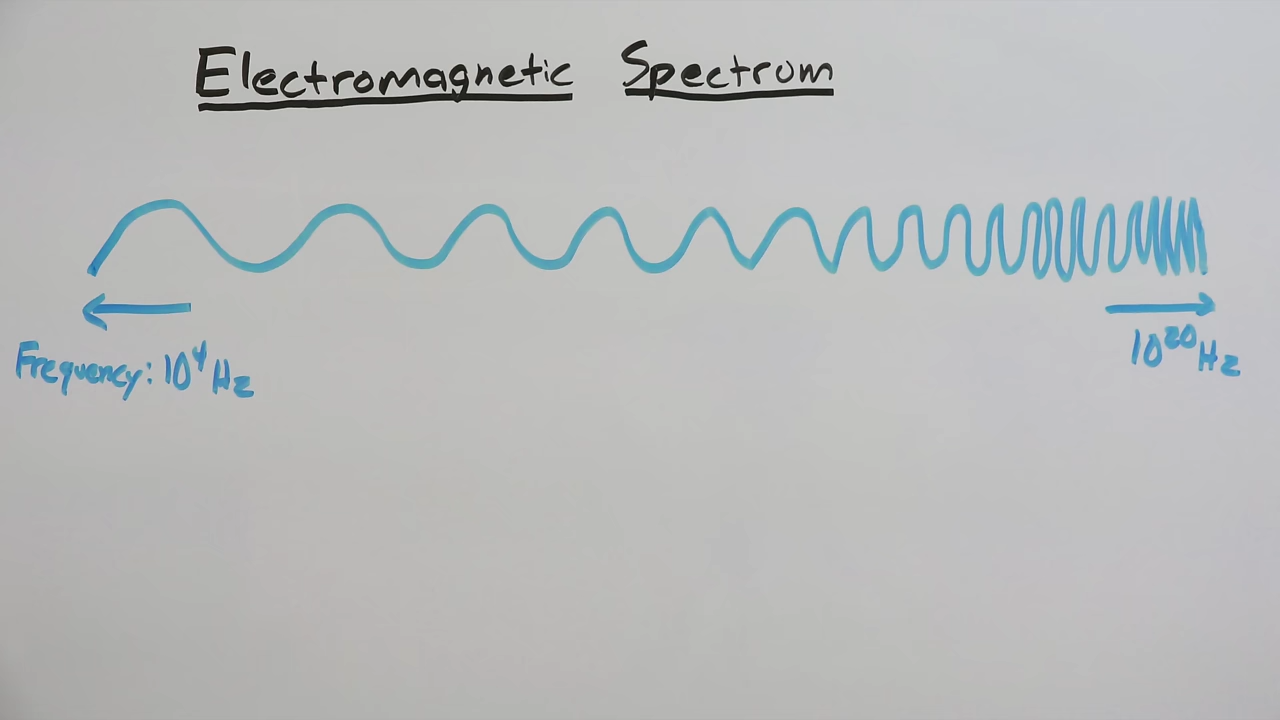 Electromagnetic Spectrum
Frequency: 10⁴ Hz
10²⁰ Hz